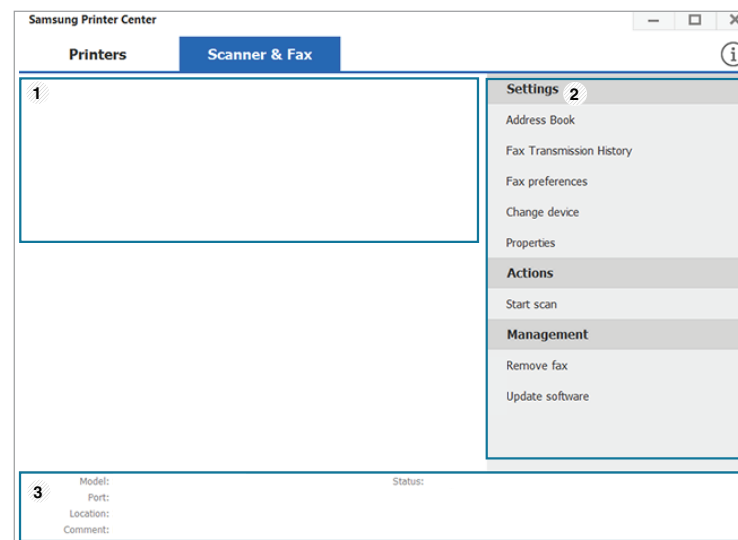 Samsung Printer Center
Printers
Scanner & Fax
i
1
Settings 2
Address Book
Fax Transmission History
Fax preferences
Change device
Properties
Actions
Start scan
Management
Remove fax
Update software
3
Model:
Status:
Port:
Location:
Comment: